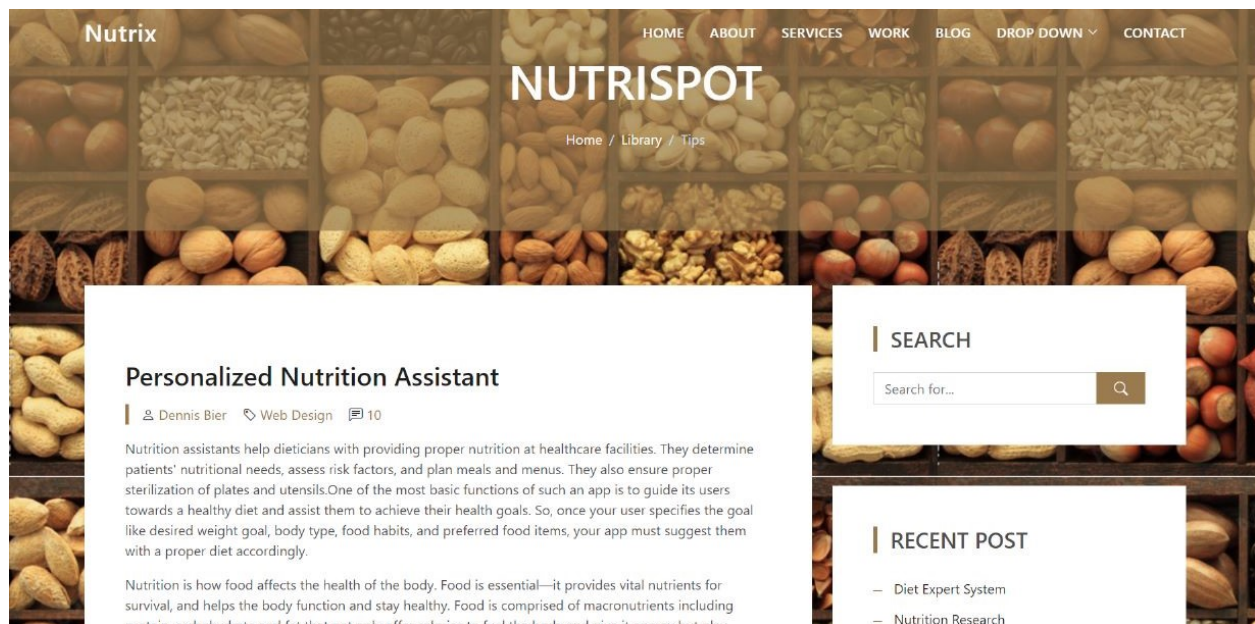 Nutrix
HOME ABOUT SERVICES WORK BLOG DROP DOWN CONTACT
NUTRISPOT
Home / Library / Tips
Personalized Nutrition Assistant
Dennis Bier Web Design 10
Nutrition assistants help dieticians with providing proper nutrition at healthcare facilities. They determine
patients' nutritional needs, assess risk factors, and plan meals and menus. They also ensure proper
sterilization of plates and utensils.One of the most basic functions of such an app is to guide its users
towards a healthy diet and assist them to achieve their health goals. So, once your user specifies the goal
like desired weight goal, body type, food habits, and preferred food items, your app must suggest them
with a proper diet accordingly.
Nutrition is how food affects the health of the body. Food is essential—it provides vital nutrients for
survival, and helps the body function and stay healthy. Food is comprised of macronutrients including
SEARCH
Search for...
RECENT POST
– Diet Expert System
– Nutrition Research